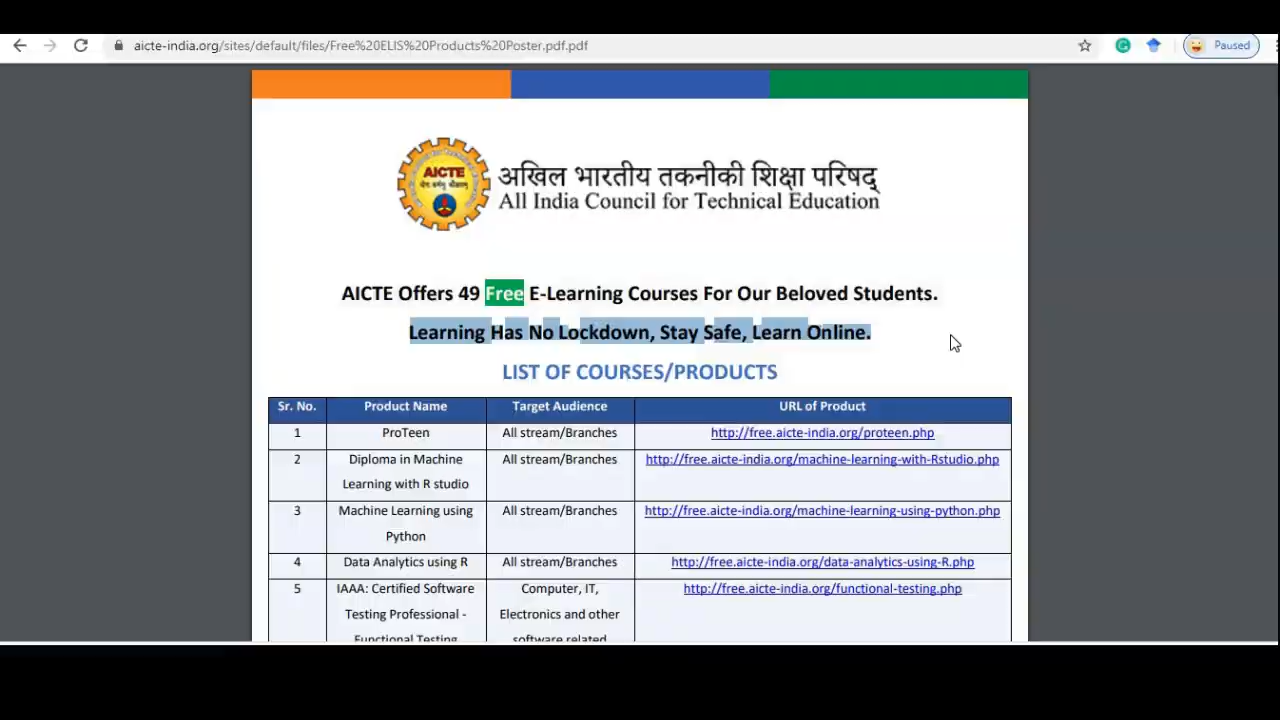 aicte-india.org/sites/default/files/Free%20ELIS%20Products%20Poster.pdf.pdf
Paused
AICTE
अखिल भारतीय तकनीकी शिक्षा परिषद्
All India Council for Technical Education
AICTE Offers 49 Free E-Learning Courses For Our Beloved Students.
Learning Has No Lockdown, Stay Safe, Learn Online.
LIST OF COURSES/PRODUCTS
Sr. No. Product Name Target Audience URL of Product
1 ProTeen All stream/Branches http://free.aicte-india.org/proteen.php
2 Diploma in Machine All stream/Branches http://free.aicte-india.org/machine-learning-with-Rstudio.php
Learning with R studio
3 Machine Learning using All stream/Branches http://free.aicte-india.org/machine-learning-using-python.php
Python
4 Data Analytics using R All stream/Branches http://free.aicte-india.org/data-analytics-using-R.php
5 IAAA: Certified Software Computer, IT, http://free.aicte-india.org/functional-testing.php
Testing Professional - Electronics and other
Functional Testing software related